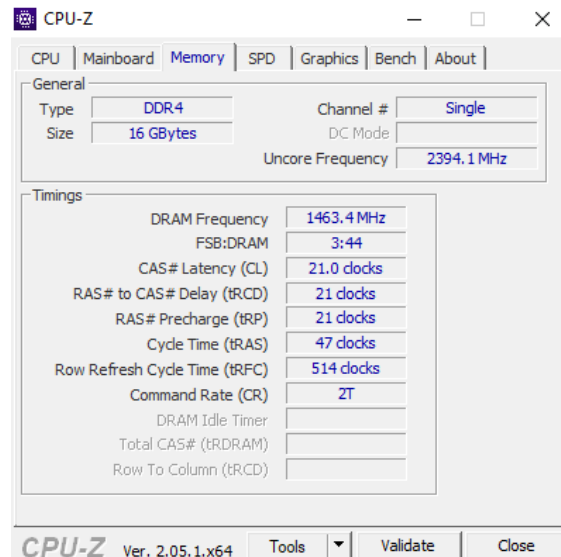 CPU-Z
CPU Mainboard Memory SPD Graphics Bench About
General
Type DDR4 Channel # Single
Size 16 GBytes DC Mode
Uncore Frequency 2394.1 MHz
Timings
DRAM Frequency 1463.4 MHz
FSB:DRAM 3:44
CAS# Latency (CL) 21.0 clocks
RAS# to CAS# Delay (tRCD) 21 clocks
RAS# Precharge (tRP) 21 clocks
Cycle Time (tRAS) 47 clocks
Row Refresh Cycle Time (tRFC) 514 clocks
Command Rate (CR) 2T
DRAM Idle Timer
Total CAS# (tRDRAM)
Row To Column (tRCD)
CPU-Z Ver. 2.05.1.x64 Tools Validate Close